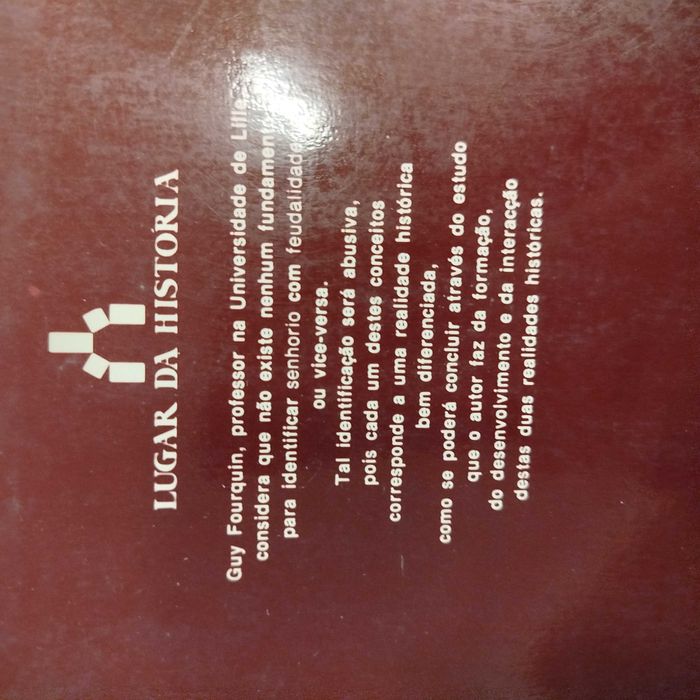 LUGAR DA HISTÓRIA
Guy Fourquin, professor na Universidade de Lille,
considera que não existe nenhum fundamento
para identificar senhorio com feudalidade
ou vice-versa.
Tal identificação será abusiva,
pois cada um destes conceitos
corresponde a uma realidade histórica
bem diferenciada,
como se poderá concluir através do estudo
que o autor faz da formação,
do desenvolvimento e da interacção
destas duas realidades históricas.